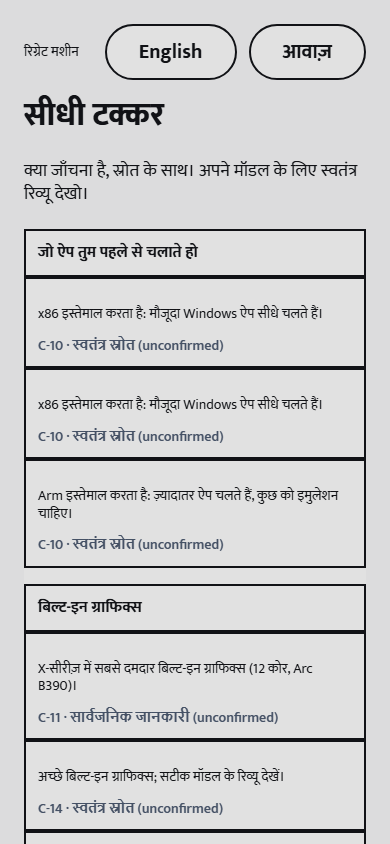 रिग्रेट मशीन
English
आवाज़
सीधी टक्कर
क्या जाँचना है, स्रोत के साथ। अपने मॉडल के लिए स्वतंत्र
रिव्यू देखो।
जो ऐप तुम पहले से चलाते हो
x86 इस्तेमाल करता है: मौजूदा Windows ऐप सीधे चलते हैं।
C-10 · स्वतंत्र स्रोत (unconfirmed)
x86 इस्तेमाल करता है: मौजूदा Windows ऐप सीधे चलते हैं।
C-10 · स्वतंत्र स्रोत (unconfirmed)
Arm इस्तेमाल करता है: ज़्यादातर ऐप चलते हैं, कुछ को इमुलेशन
चाहिए।
C-10 · स्वतंत्र स्रोत (unconfirmed)
बिल्ट-इन ग्राफिक्स
X-सीरीज़ में सबसे दमदार बिल्ट-इन ग्राफिक्स (12 कोर, Arc
B390)।
C-11 · सार्वजनिक जानकारी (unconfirmed)
अच्छे बिल्ट-इन ग्राफिक्स; सटीक मॉडल के रिव्यू देखें।
C-14 · स्वतंत्र स्रोत (unconfirmed)